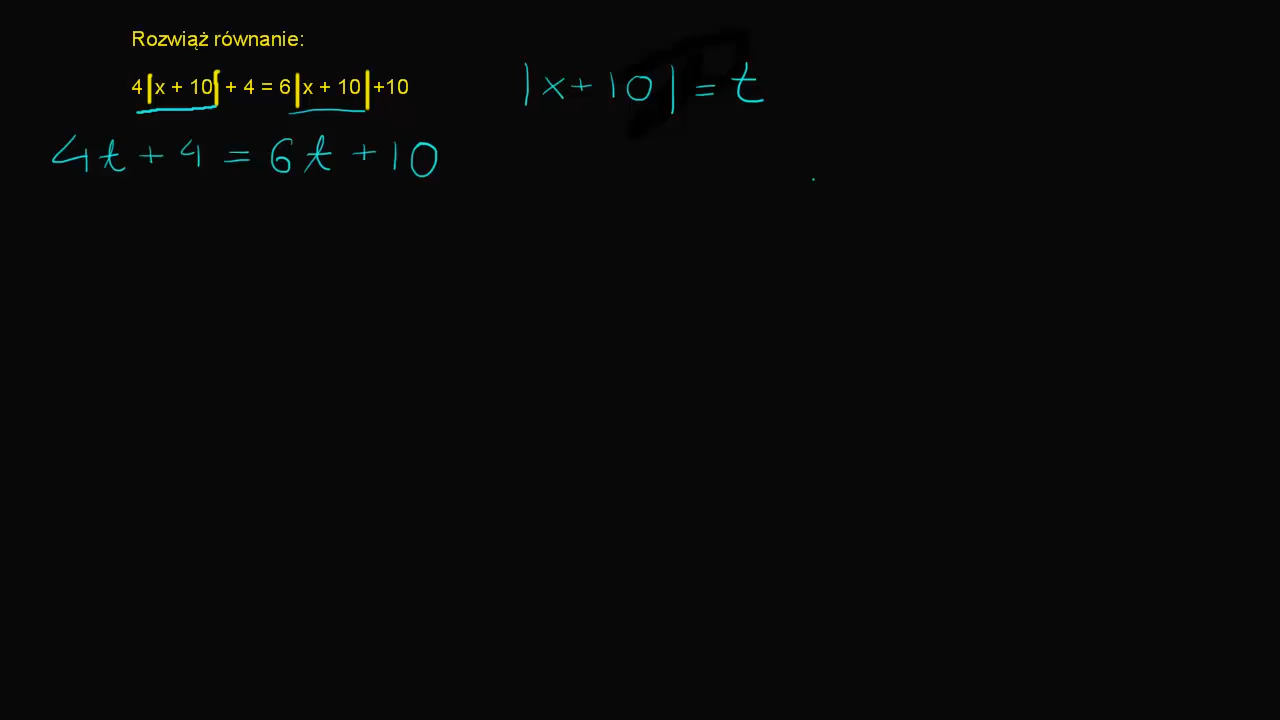 Rozwiąż równanie:
4|x + 10| + 4 = 6|x + 10|+10
|x+10| = t
4t+4=6t+10